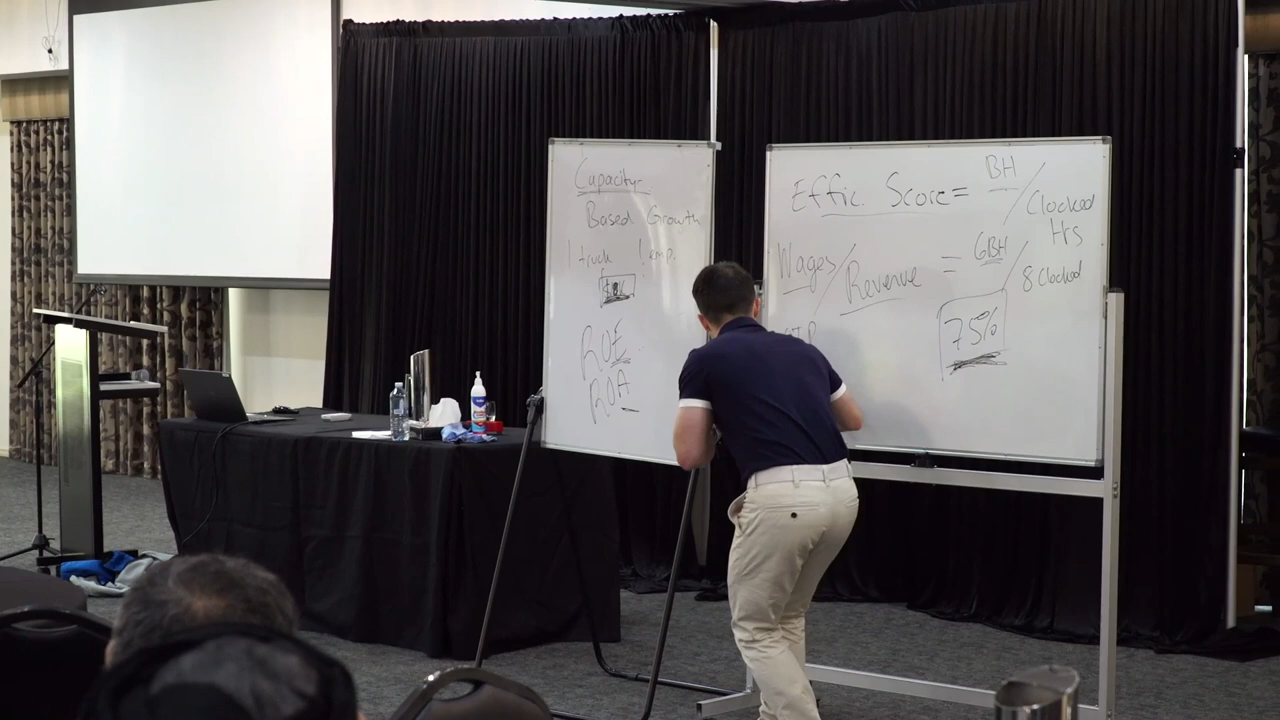 Capacity-
Based Growth
1 truck 1 emp.
ROE
ROA
Effic. Score = BH / Clocked Hrs
Wages / Revenue = 6BH / 8 Clocked
75%